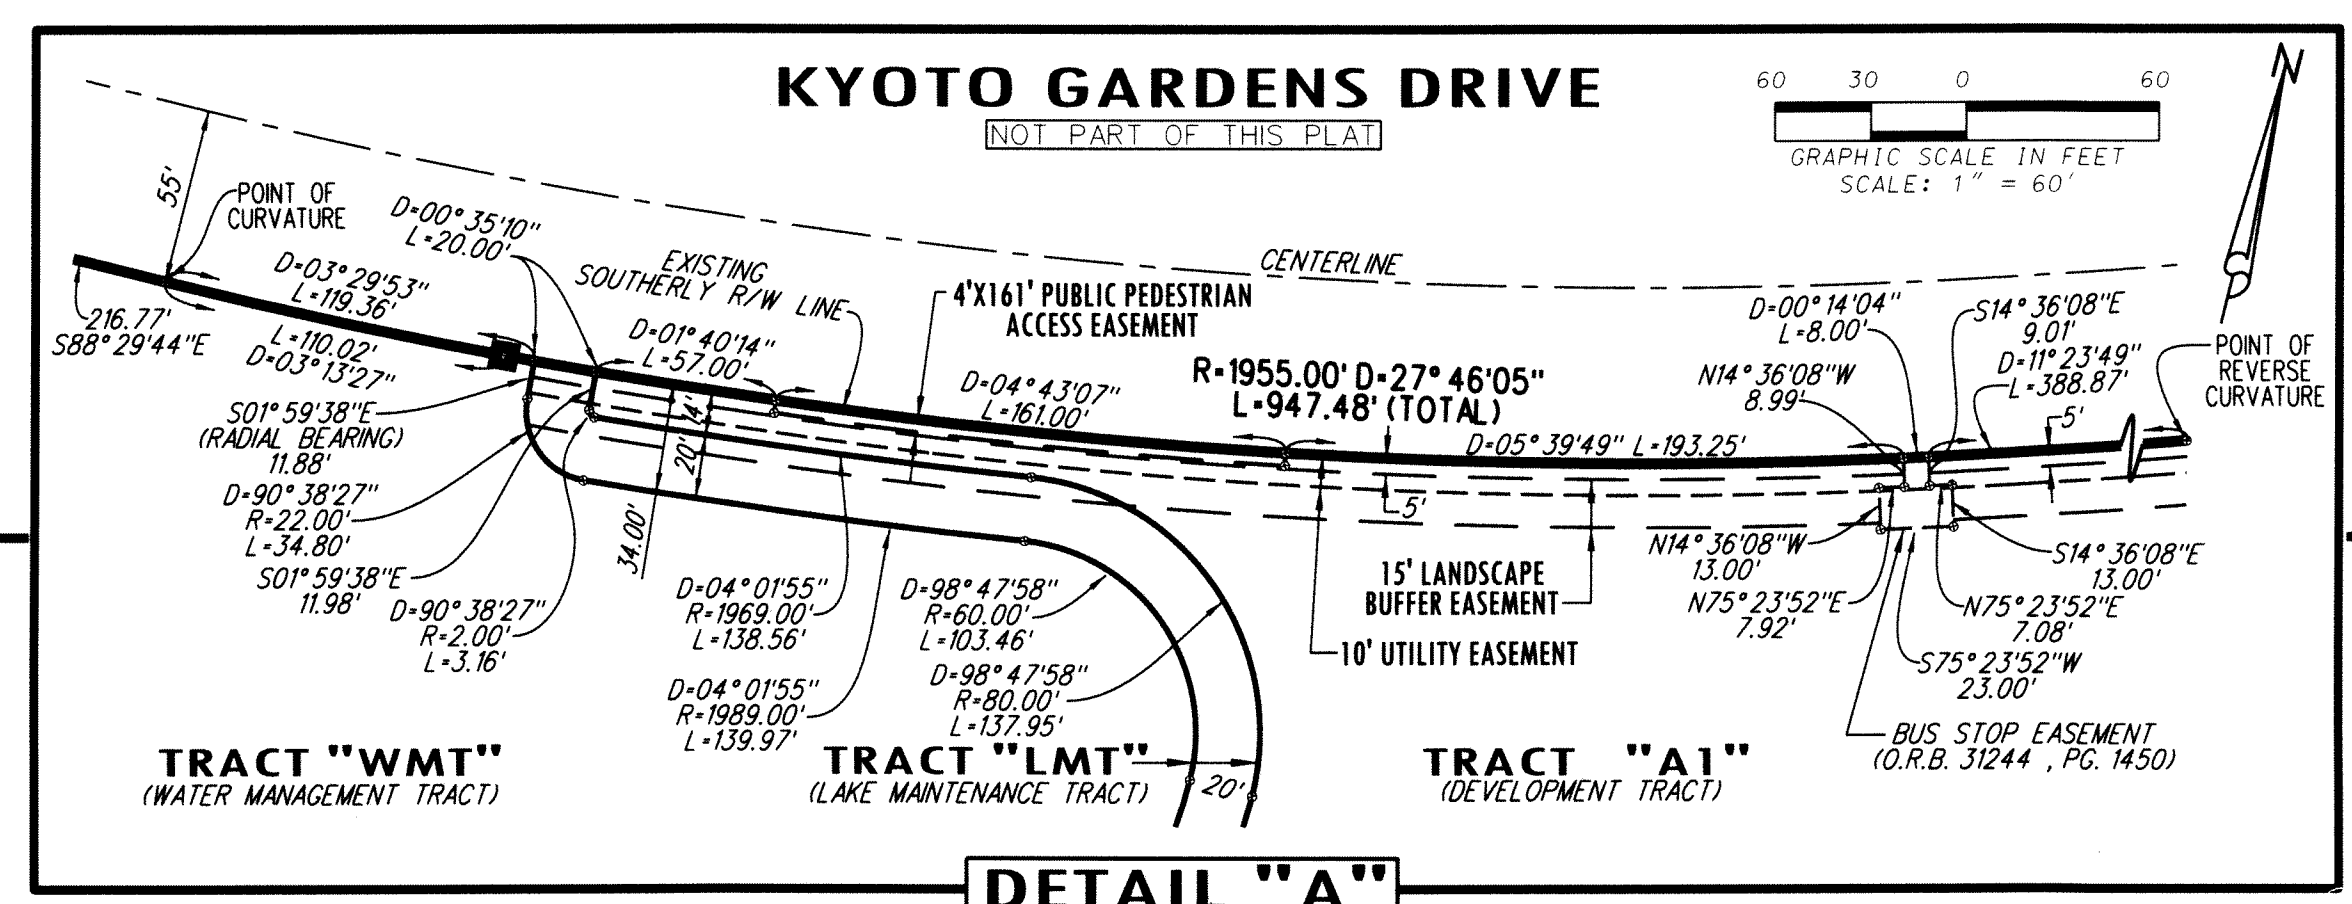 KYOTO GARDENS DRIVE
NOT PART OF THIS PLAT
60 30 0 60
GRAPHIC SCALE IN FEET
SCALE: 1" = 60'
N
55'
POINT OF
CURVATURE
D=00°35'10"
L=20.00'
D=03°29'53"
L=119.36'
EXISTING
SOUTHERLY R/W LINE
4'X161' PUBLIC PEDESTRIAN
ACCESS EASEMENT
CENTERLINE
216.77'
S88°29'44"E
L=110.02'
D=03°13'27"
D=01°40'14"
L=57.00'
D=04°43'07"
L=161.00'
R=1955.00' D=27°46'05"
L=947.48' (TOTAL)
D=05°39'49" L=193.25'
D=00°14'04"
L=8.00'
S14°36'08"E
9.01'
N14°36'08"W
8.99'
D=11°23'49"
L=388.87'
5'
POINT OF
REVERSE
CURVATURE
S01°59'38"E
(RADIAL BEARING)
11.88'
14'
20'
34.00'
5'
D=90°38'27"
R=22.00'
L=34.80'
S01°59'38"E
11.98'
D=90°38'27"
R=2.00'
L=3.16'
D=04°01'55"
R=1969.00'
L=138.56'
D=98°47'58"
R=60.00'
L=103.46'
D=04°01'55"
R=1989.00'
L=139.97'
D=98°47'58"
R=80.00'
L=137.95'
15' LANDSCAPE
BUFFER EASEMENT
10' UTILITY EASEMENT
N14°36'08"W
13.00'
N75°23'52"E
7.92'
S14°36'08"E
13.00'
N75°23'52"E
7.08'
S75°23'52"W
23.00'
BUS STOP EASEMENT
(O.R.B. 31244 , PG. 1450)
TRACT "WMT"
(WATER MANAGEMENT TRACT)
TRACT "LMT"
(LAKE MAINTENANCE TRACT)
20'
TRACT "A1"
(DEVELOPMENT TRACT)
DETAIL "A"